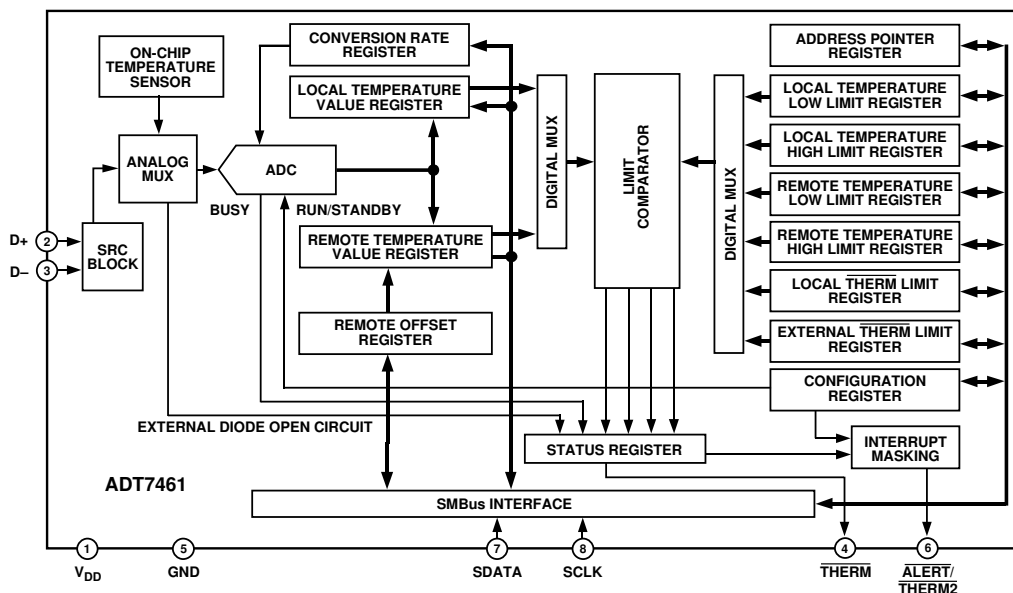 ON-CHIP
TEMPERATURE
SENSOR
CONVERSION RATE
REGISTER
LOCAL TEMPERATURE
VALUE REGISTER
ANALOG
MUX
ADC
BUSY
RUN/STANDBY
REMOTE TEMPERATURE
VALUE REGISTER
D+
2
D–
3
SRC
BLOCK
REMOTE OFFSET
REGISTER
DIGITAL MUX
LIMIT
COMPARATOR
DIGITAL MUX
ADDRESS POINTER
REGISTER
LOCAL TEMPERATURE
LOW LIMIT REGISTER
LOCAL TEMPERATURE
HIGH LIMIT REGISTER
REMOTE TEMPERATURE
LOW LIMIT REGISTER
REMOTE TEMPERATURE
HIGH LIMIT REGISTER
LOCAL THERM LIMIT
REGISTER
EXTERNAL THERM LIMIT
REGISTER
CONFIGURATION
REGISTER
EXTERNAL DIODE OPEN CIRCUIT
STATUS REGISTER
INTERRUPT
MASKING
ADT7461
SMBus INTERFACE
1
5
7
8
4
6
VDD
GND
SDATA
SCLK
THERM
ALERT/
THERM2